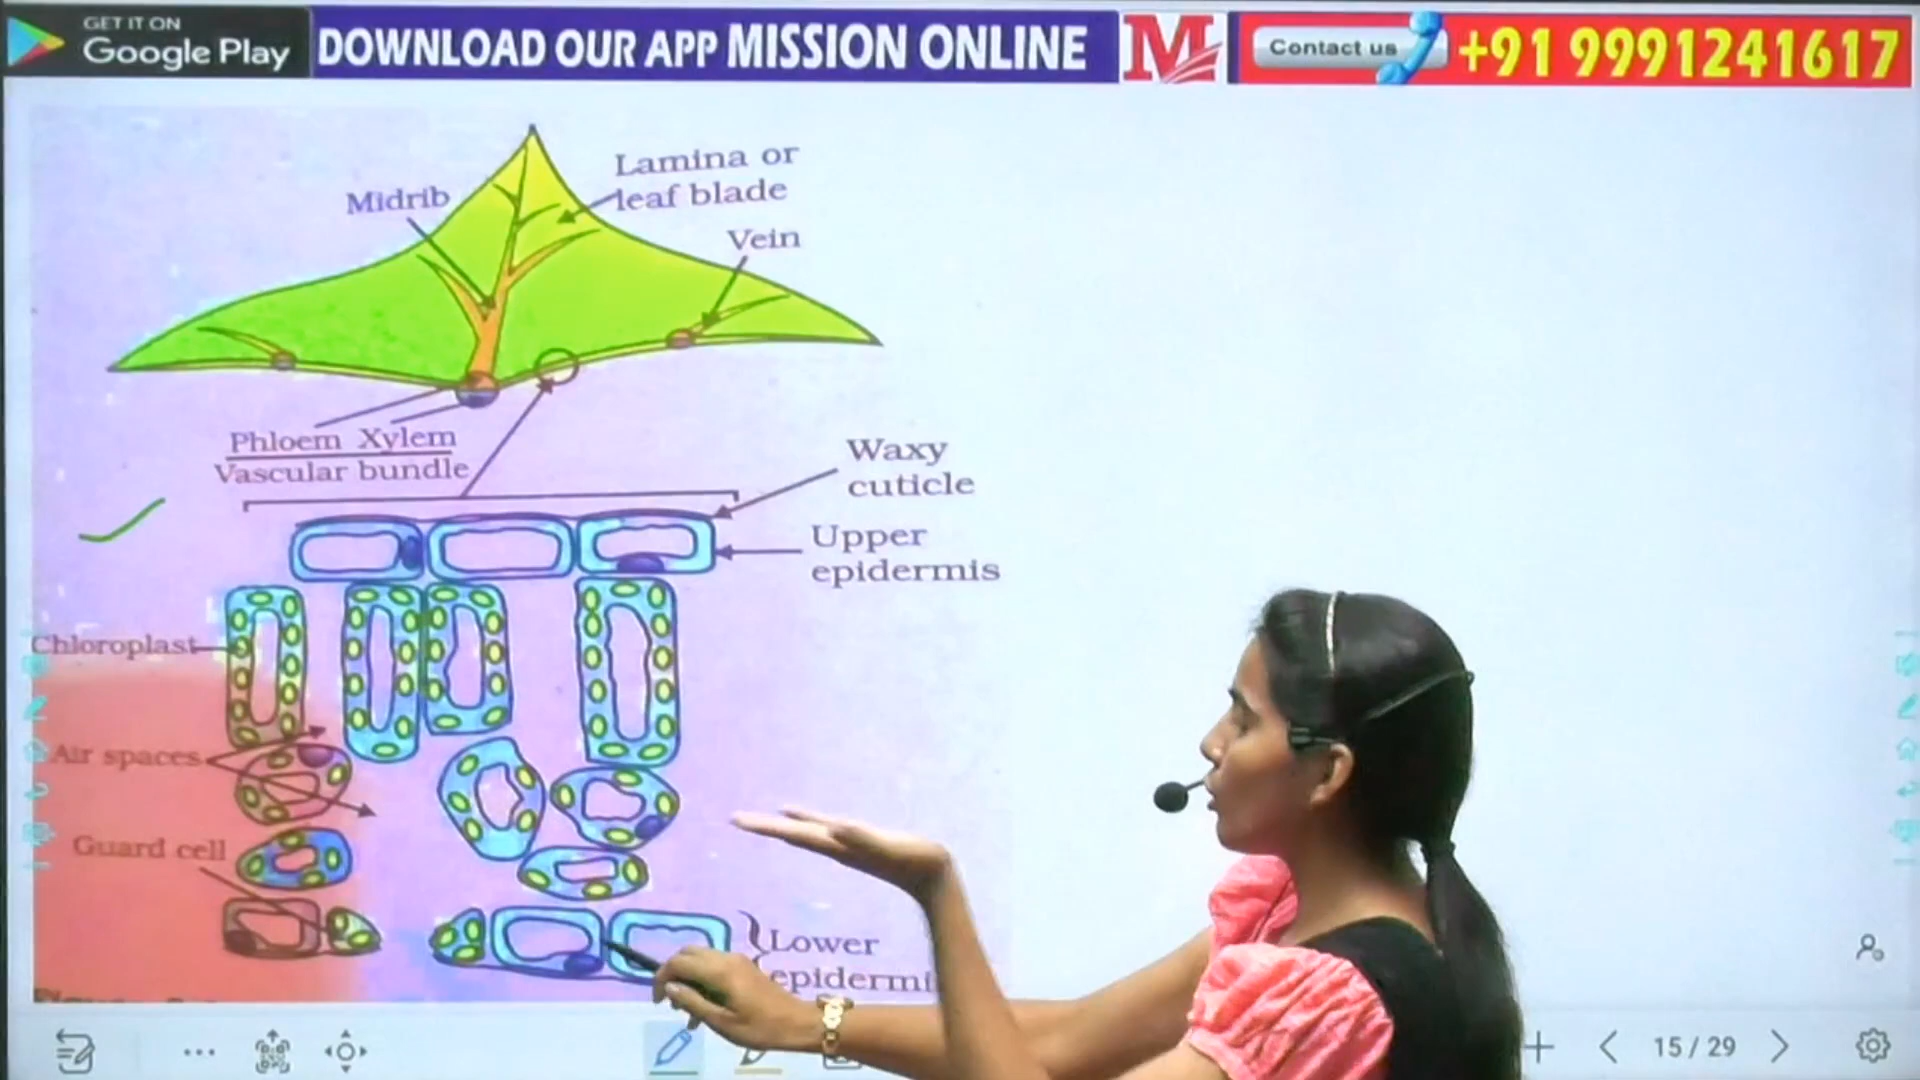 GET IT ON
Google Play
DOWNLOAD OUR APP MISSION ONLINE
M
Contact us
+91 9991241617
Lamina or
leaf blade
Midrib
Vein
Phloem Xylem
Vascular bundle
Waxy
cuticle
Upper
epidermis
Chloroplast
Air spaces
Guard cell
Lower
epidermi
15 / 29